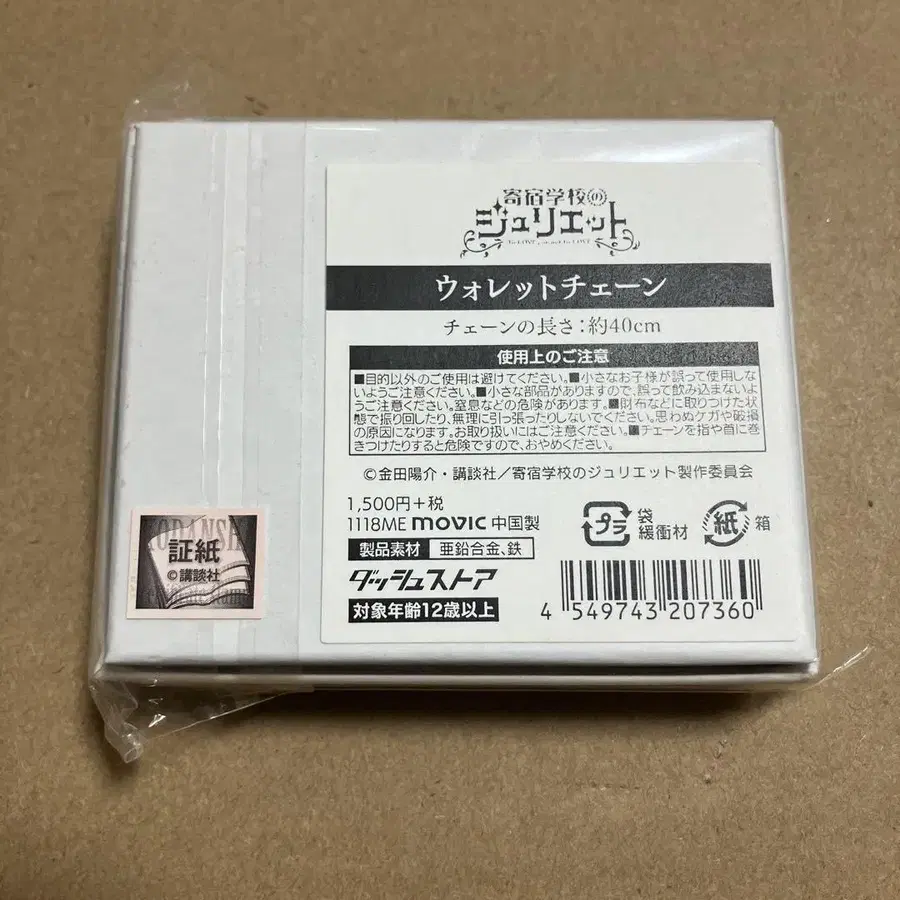 寄宿学校の
ジュリエット
ウォレットチェーン
チェーンの長さ:約40cm
使用上のご注意
■目的以外のご使用は避けてください。■小さなお子様が誤って使用しな
いようご注意ください。■小さな部品がありますので、誤って飲み込まないよ
うご注意ください。窒息などの危険があります。■財布などに取りつけた状
態で振り回したり、無理に引っ張ったりしないでください。思わぬケガや破損
の原因になります。お取り扱いにはご注意ください。■チェーンを指や首に巻
きつけたりすると危険ですので、おやめください。
©金田陽介・講談社/寄宿学校のジュリエット製作委員会
1,500円+税
1118ME movic 中国製
プラ 袋
緩衝材
紙 箱
製品素材 亜鉛合金、鉄
ダッシュストア
対象年齢12歳以上
4 549743 207360
KODANSH
証紙
©講談社